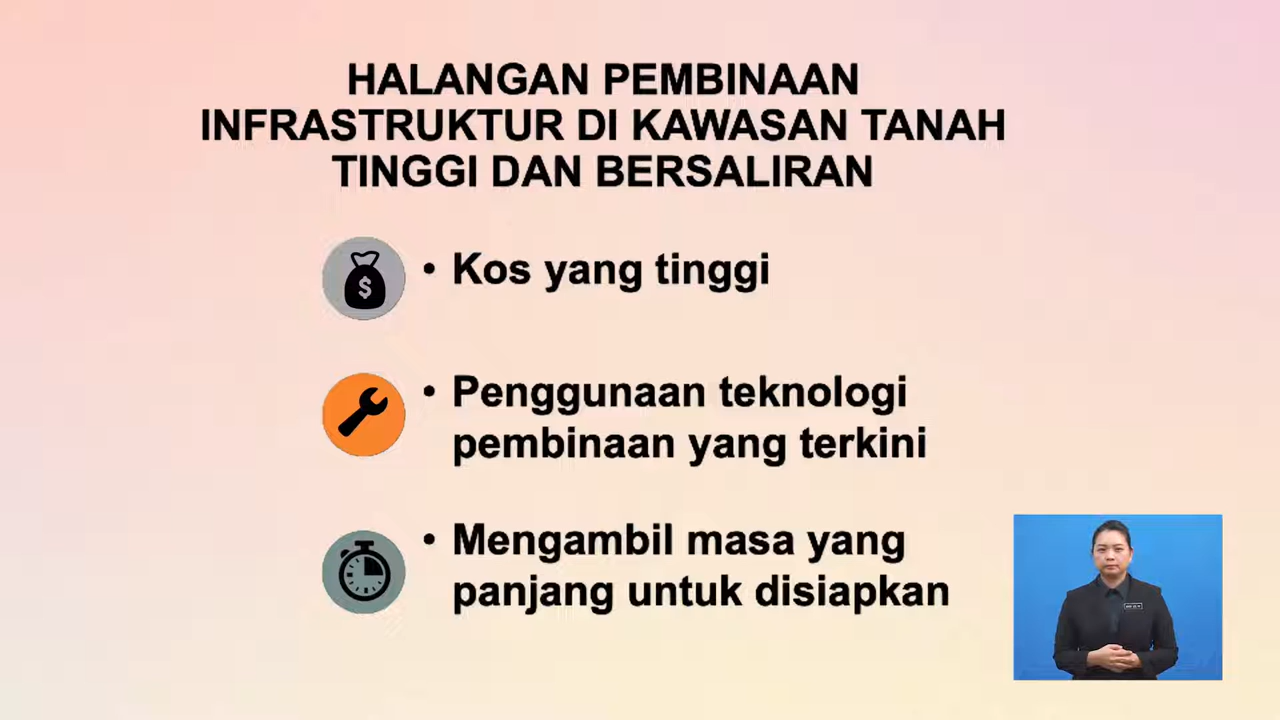 HALANGAN PEMBINAAN
INFRASTRUKTUR DI KAWASAN TANAH
TINGGI DAN BERSALIRAN
• Kos yang tinggi
• Penggunaan teknologi
pembinaan yang terkini
• Mengambil masa yang
panjang untuk disiapkan